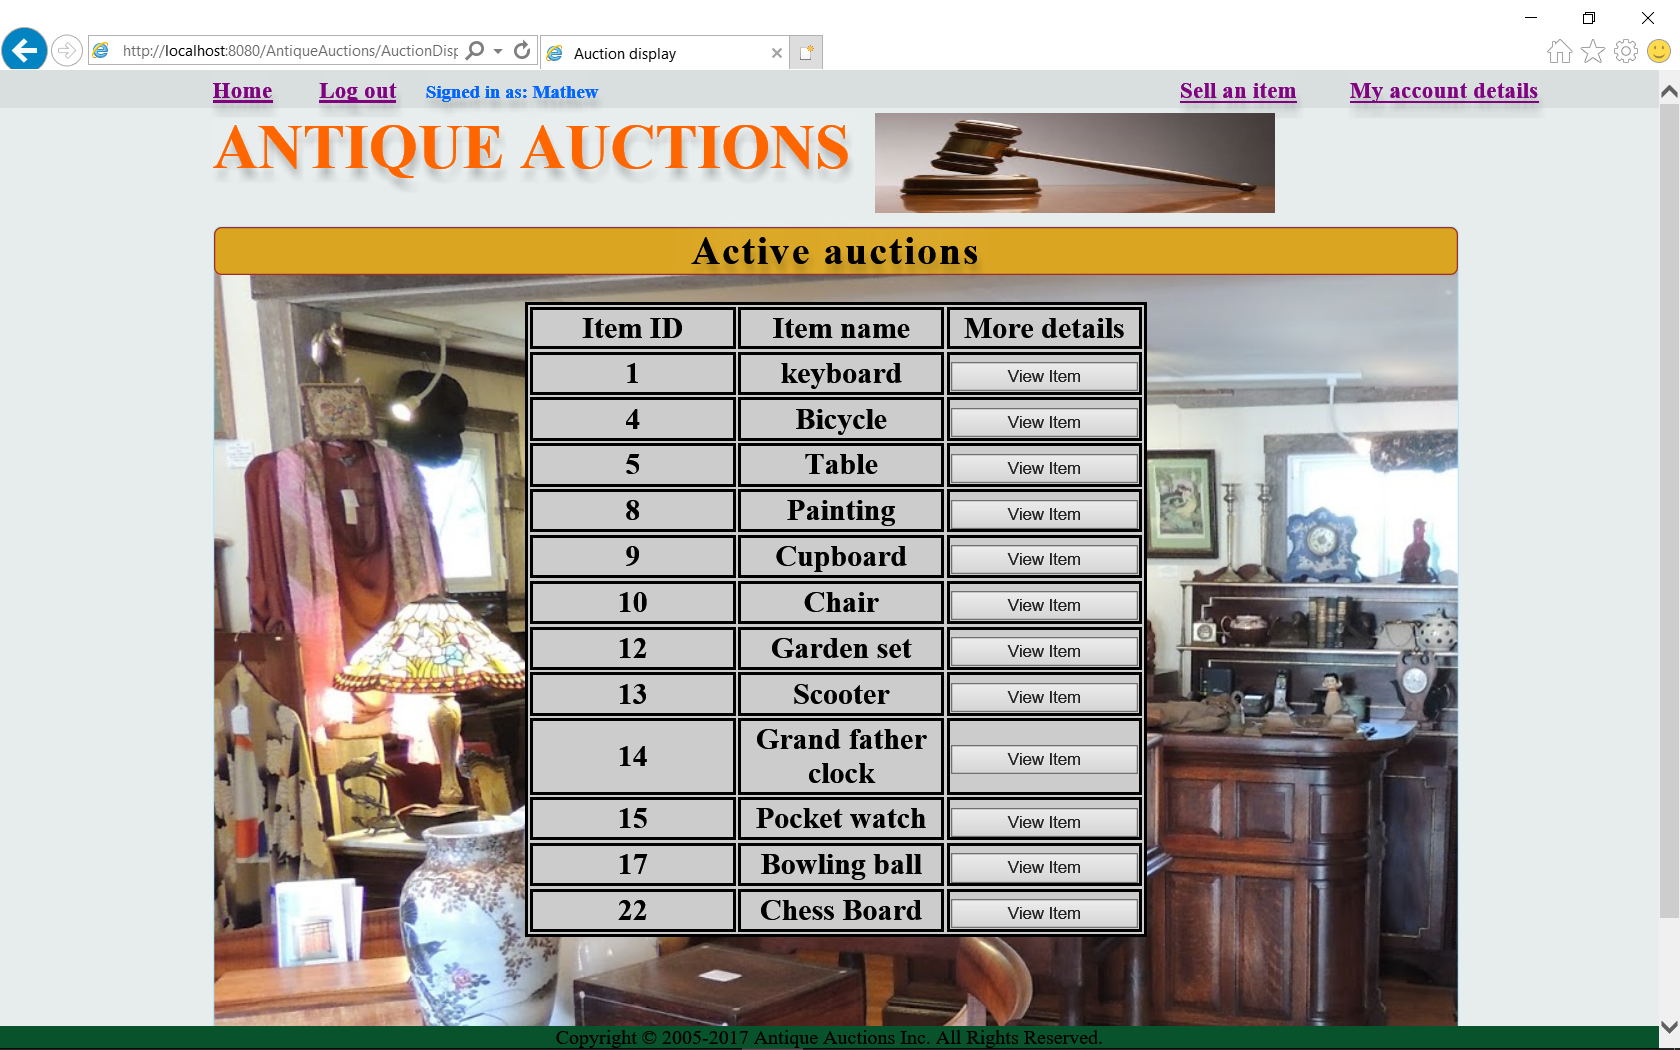 http://localhost:8080/AntiqueAuctions/AuctionDisp
Auction display
Home Log out Signed in as: Mathew Sell an item My account details
ANTIQUE AUCTIONS
Active auctions
Item ID Item name More details
1 keyboard View Item
4 Bicycle View Item
5 Table View Item
8 Painting View Item
9 Cupboard View Item
10 Chair View Item
12 Garden set View Item
13 Scooter View Item
14 Grand father
clock View Item
15 Pocket watch View Item
17 Bowling ball View Item
22 Chess Board View Item
Copyright © 2005-2017 Antique Auctions Inc. All Rights Reserved.